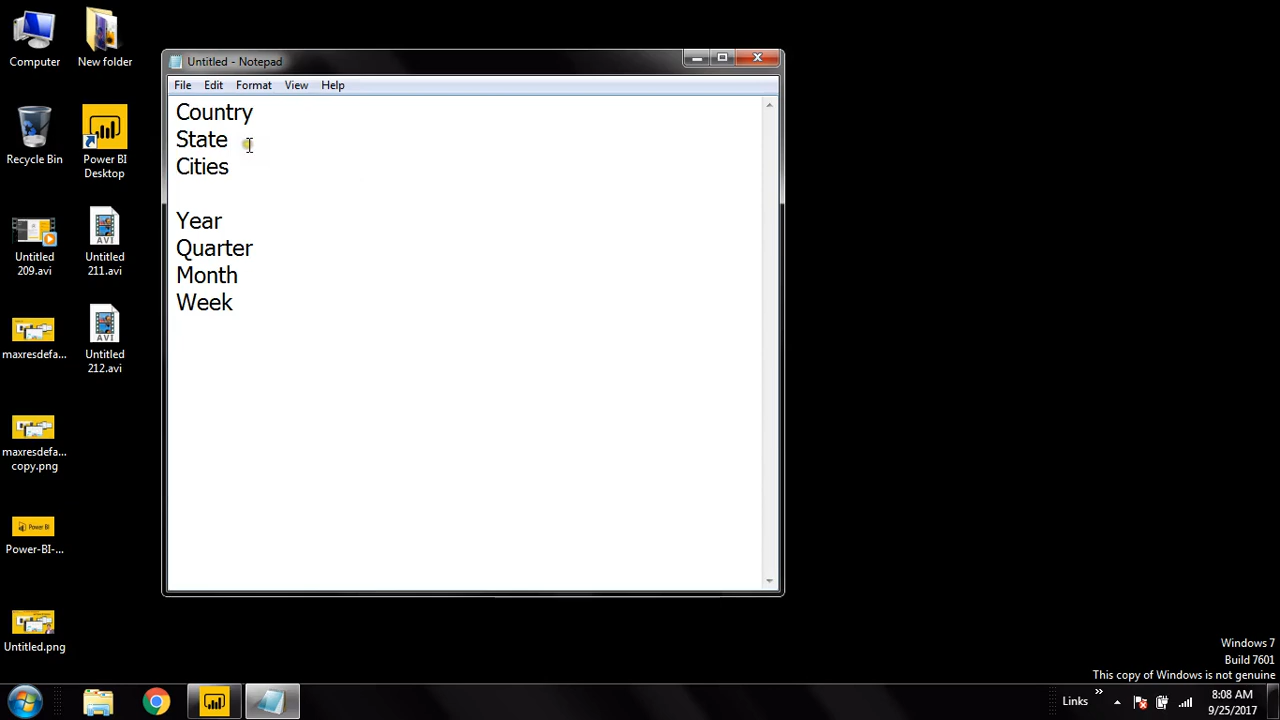 Computer
New folder
Recycle Bin
Power BI
Desktop
Untitled
209.avi
Untitled
211.avi
maxresdefa...
Untitled
212.avi
maxresdefa...
copy.png
Power BI
Power-BI-...
Untitled.png
Untitled - Notepad
File Edit Format View Help
Country
State
Cities
Year
Quarter
Month
Week
Windows 7
Build 7601
This copy of Windows is not genuine
Links
8:08 AM
9/25/2017